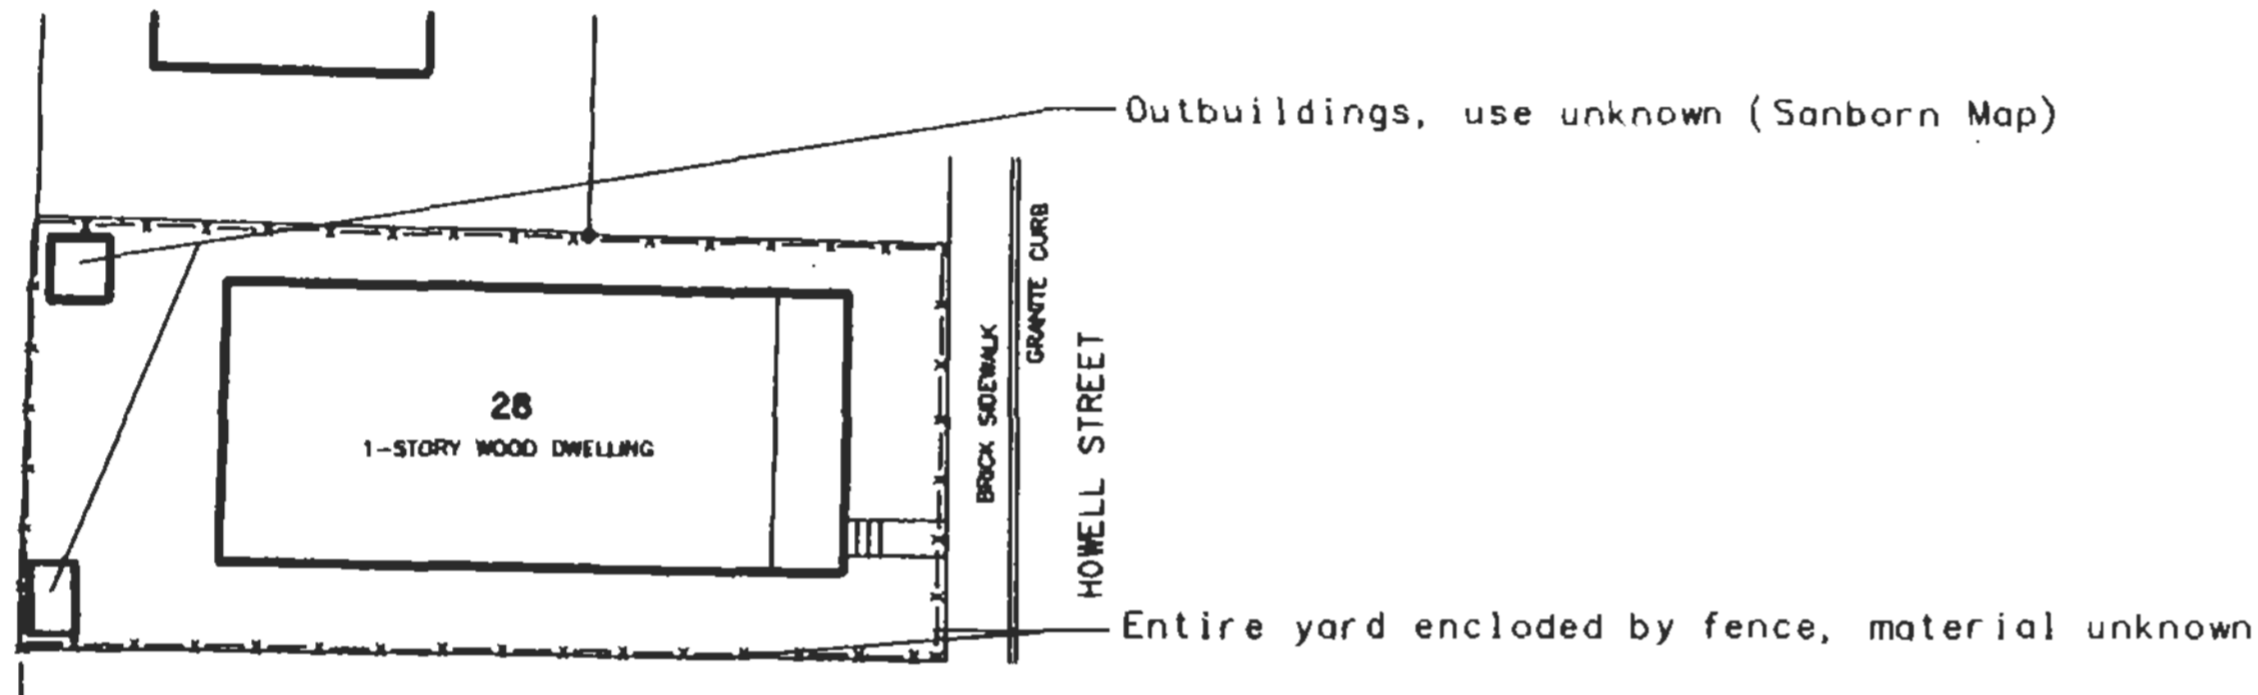 Outbuildings, use unknown (Sanborn Map)
GRANITE CURB
BRICK SIDEWALK
HOWELL STREET
28
1-STORY WOOD DWELLING
Entire yard encloded by fence, material unknown